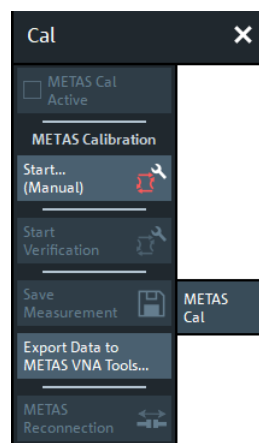 Cal
METAS Cal
Active
METAS Calibration
Start...
(Manual)
Start
Verification
Save
Measurement
METAS
Cal
Export Data to
METAS VNA Tools...
METAS
Reconnection